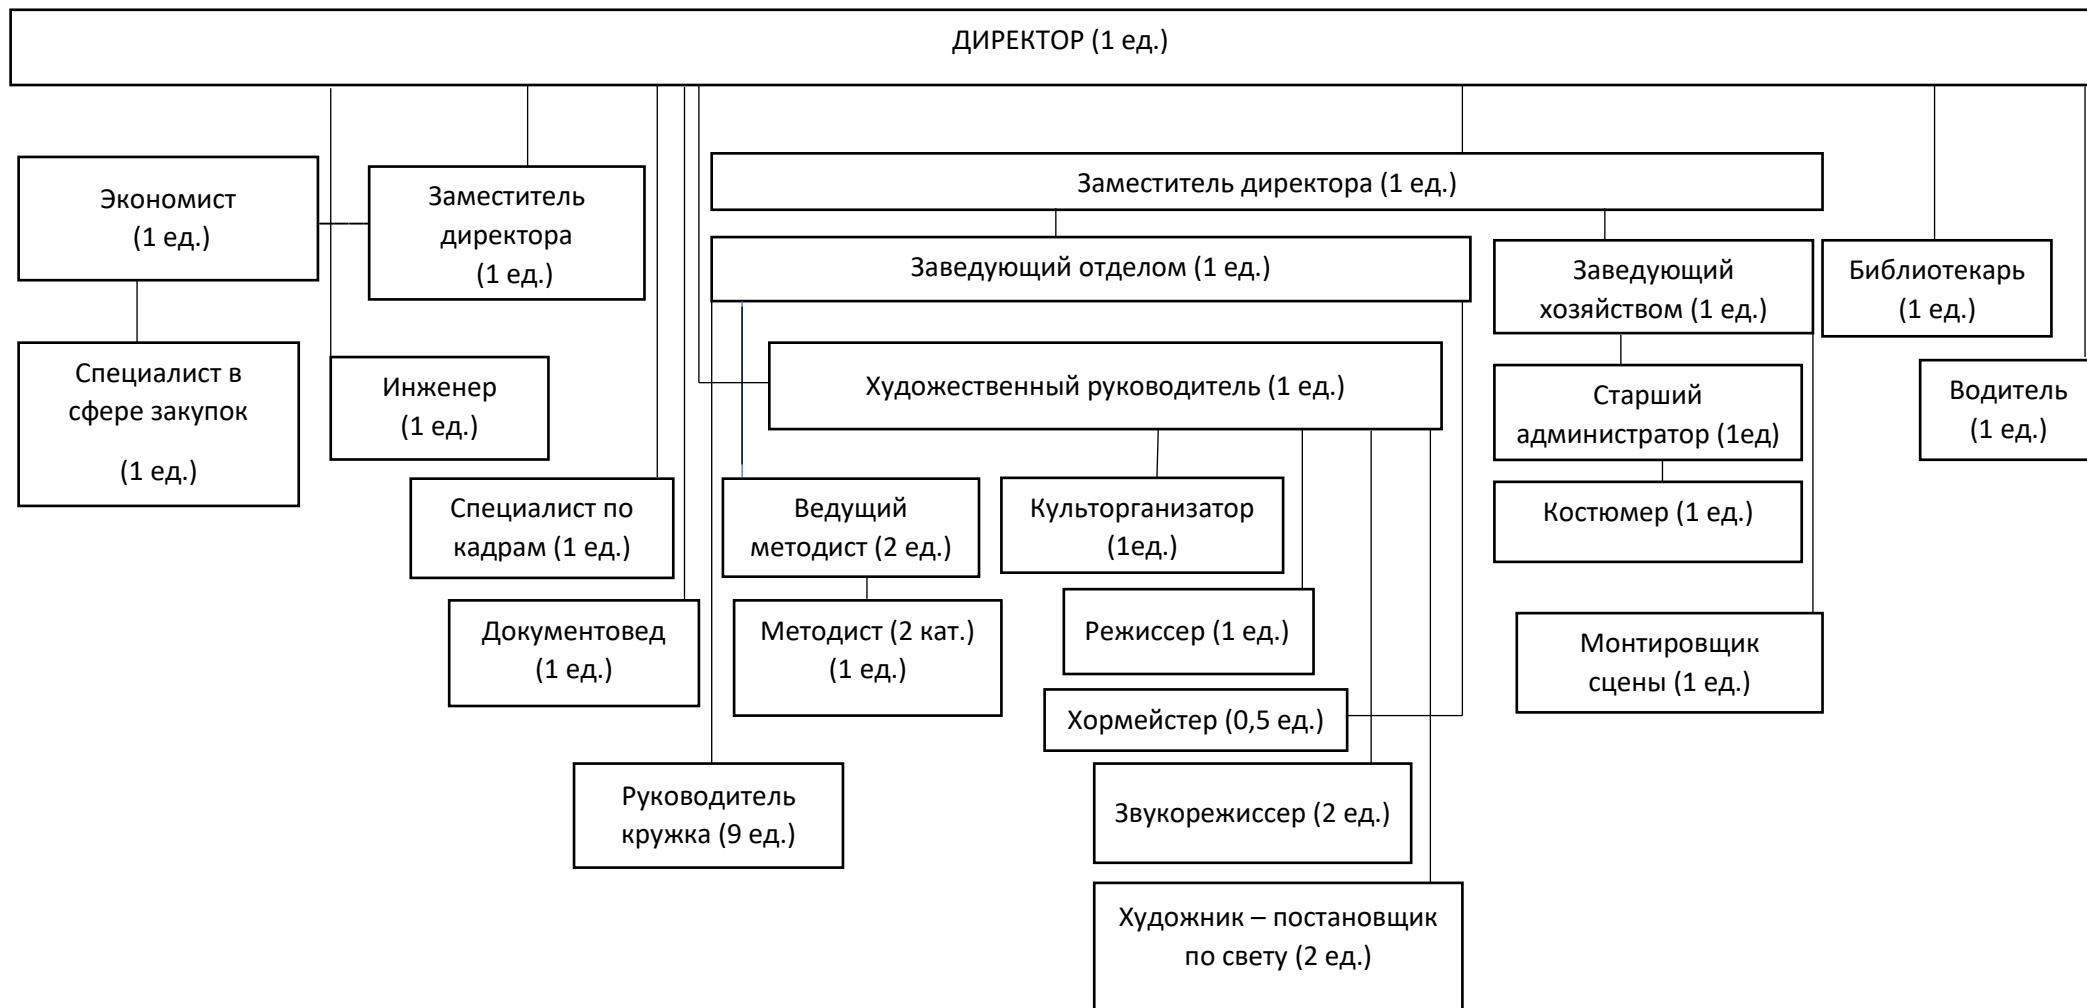 ДИРЕКТОР (1 ед.)
Экономист
(1 ед.)
Заместитель
директора
(1 ед.)
Заместитель директора (1 ед.)
Заведующий отделом (1 ед.)
Заведующий
хозяйством (1 ед.)
Библиотекарь
(1 ед.)
Специалист в
сфере закупок
(1 ед.)
Инженер
(1 ед.)
Художественный руководитель (1 ед.)
Старший
администратор (1ед)
Водитель
(1 ед.)
Специалист по
кадрам (1 ед.)
Ведущий
методист (2 ед.)
Культорганизатор
(1ед.)
Костюмер (1 ед.)
Документовед
(1 ед.)
Методист (2 кат.)
(1 ед.)
Режиссер (1 ед.)
Монтировщик
сцены (1 ед.)
Хормейстер (0,5 ед.)
Руководитель
кружка (9 ед.)
Звукорежиссер (2 ед.)
Художник – постановщик
по свету (2 ед.)